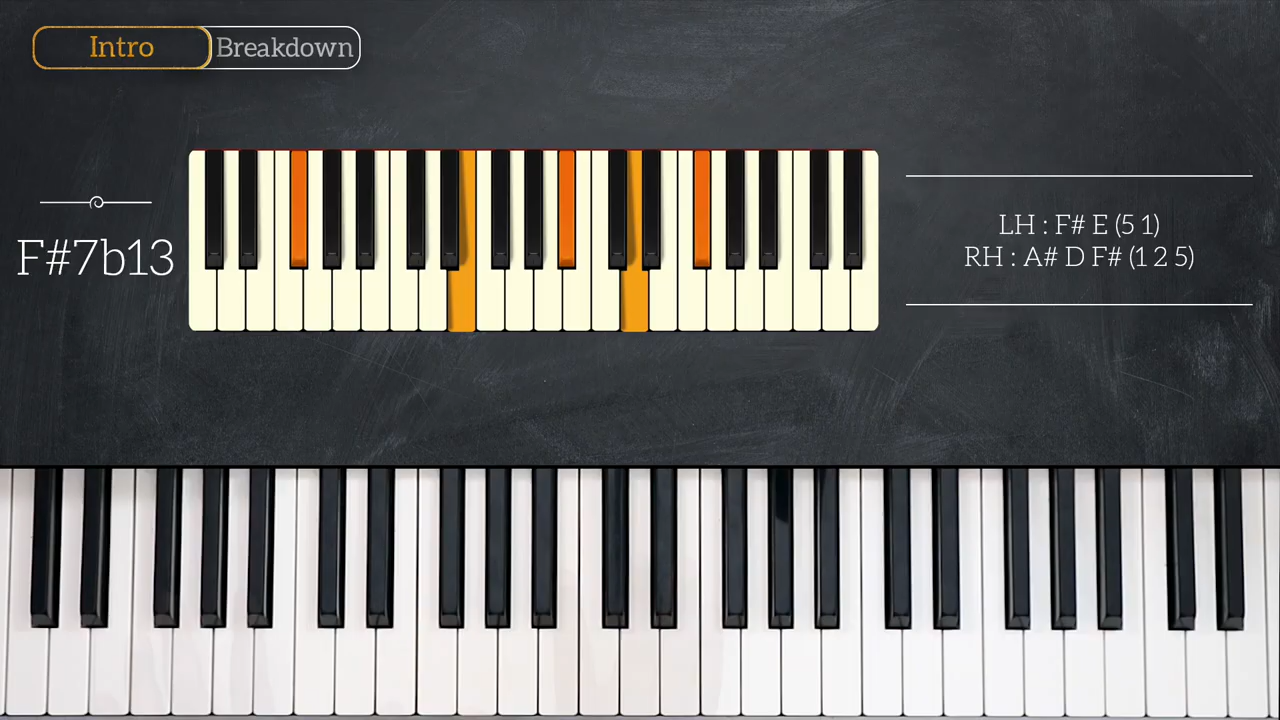 Intro
Breakdown
F#7b13
LH : F# E (5 1)
RH : A# D F# (1 2 5)